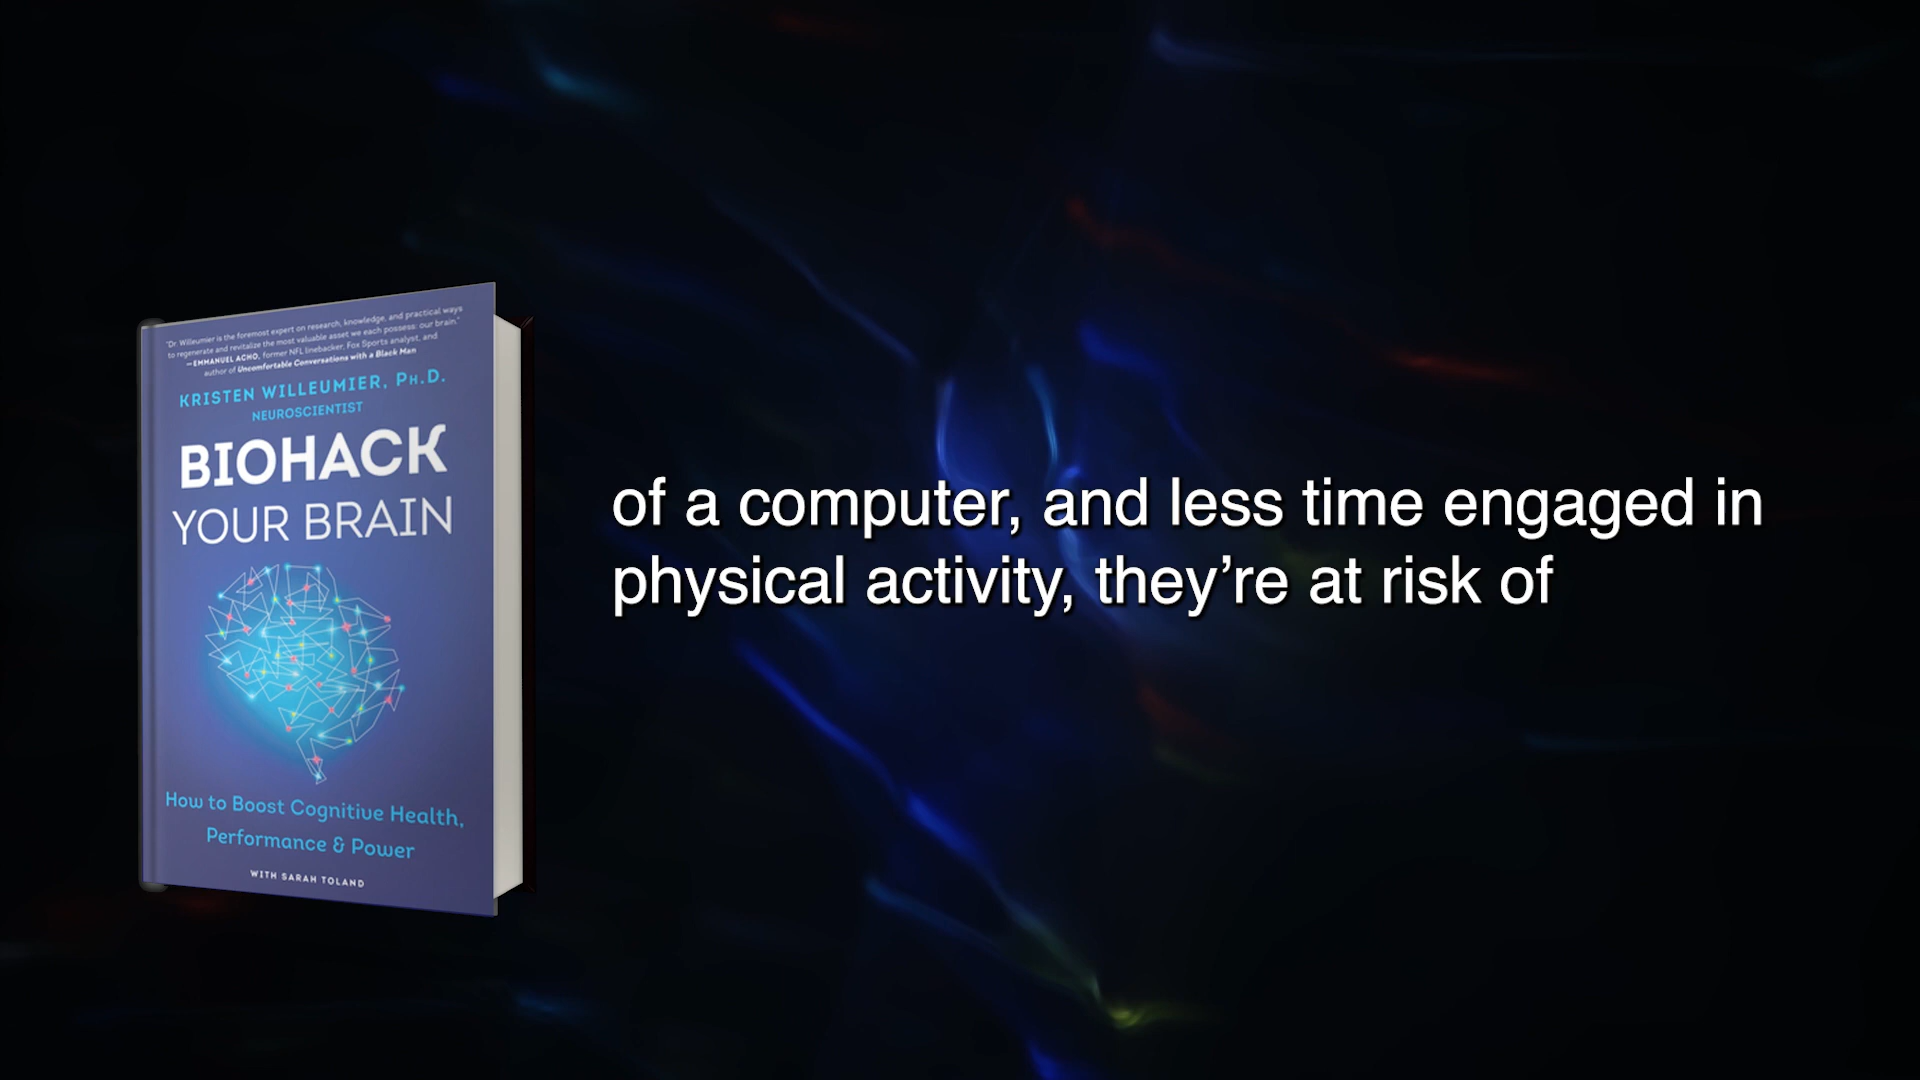 "Dr. Willeumier is the foremost expert on research, knowledge, and practical ways
to regenerate and revitalize the most valuable asset we each possess: our brain."
—EMMANUEL ACHO, former NFL linebacker, Fox Sports analyst, and
author of Uncomfortable Conversations with a Black Man
KRISTEN WILLEUMIER, PH.D.
NEUROSCIENTIST
BIOHACK
YOUR BRAIN
How to Boost Cognitive Health,
Performance & Power
WITH SARAH TOLAND
of a computer, and less time engaged in
physical activity, they’re at risk of